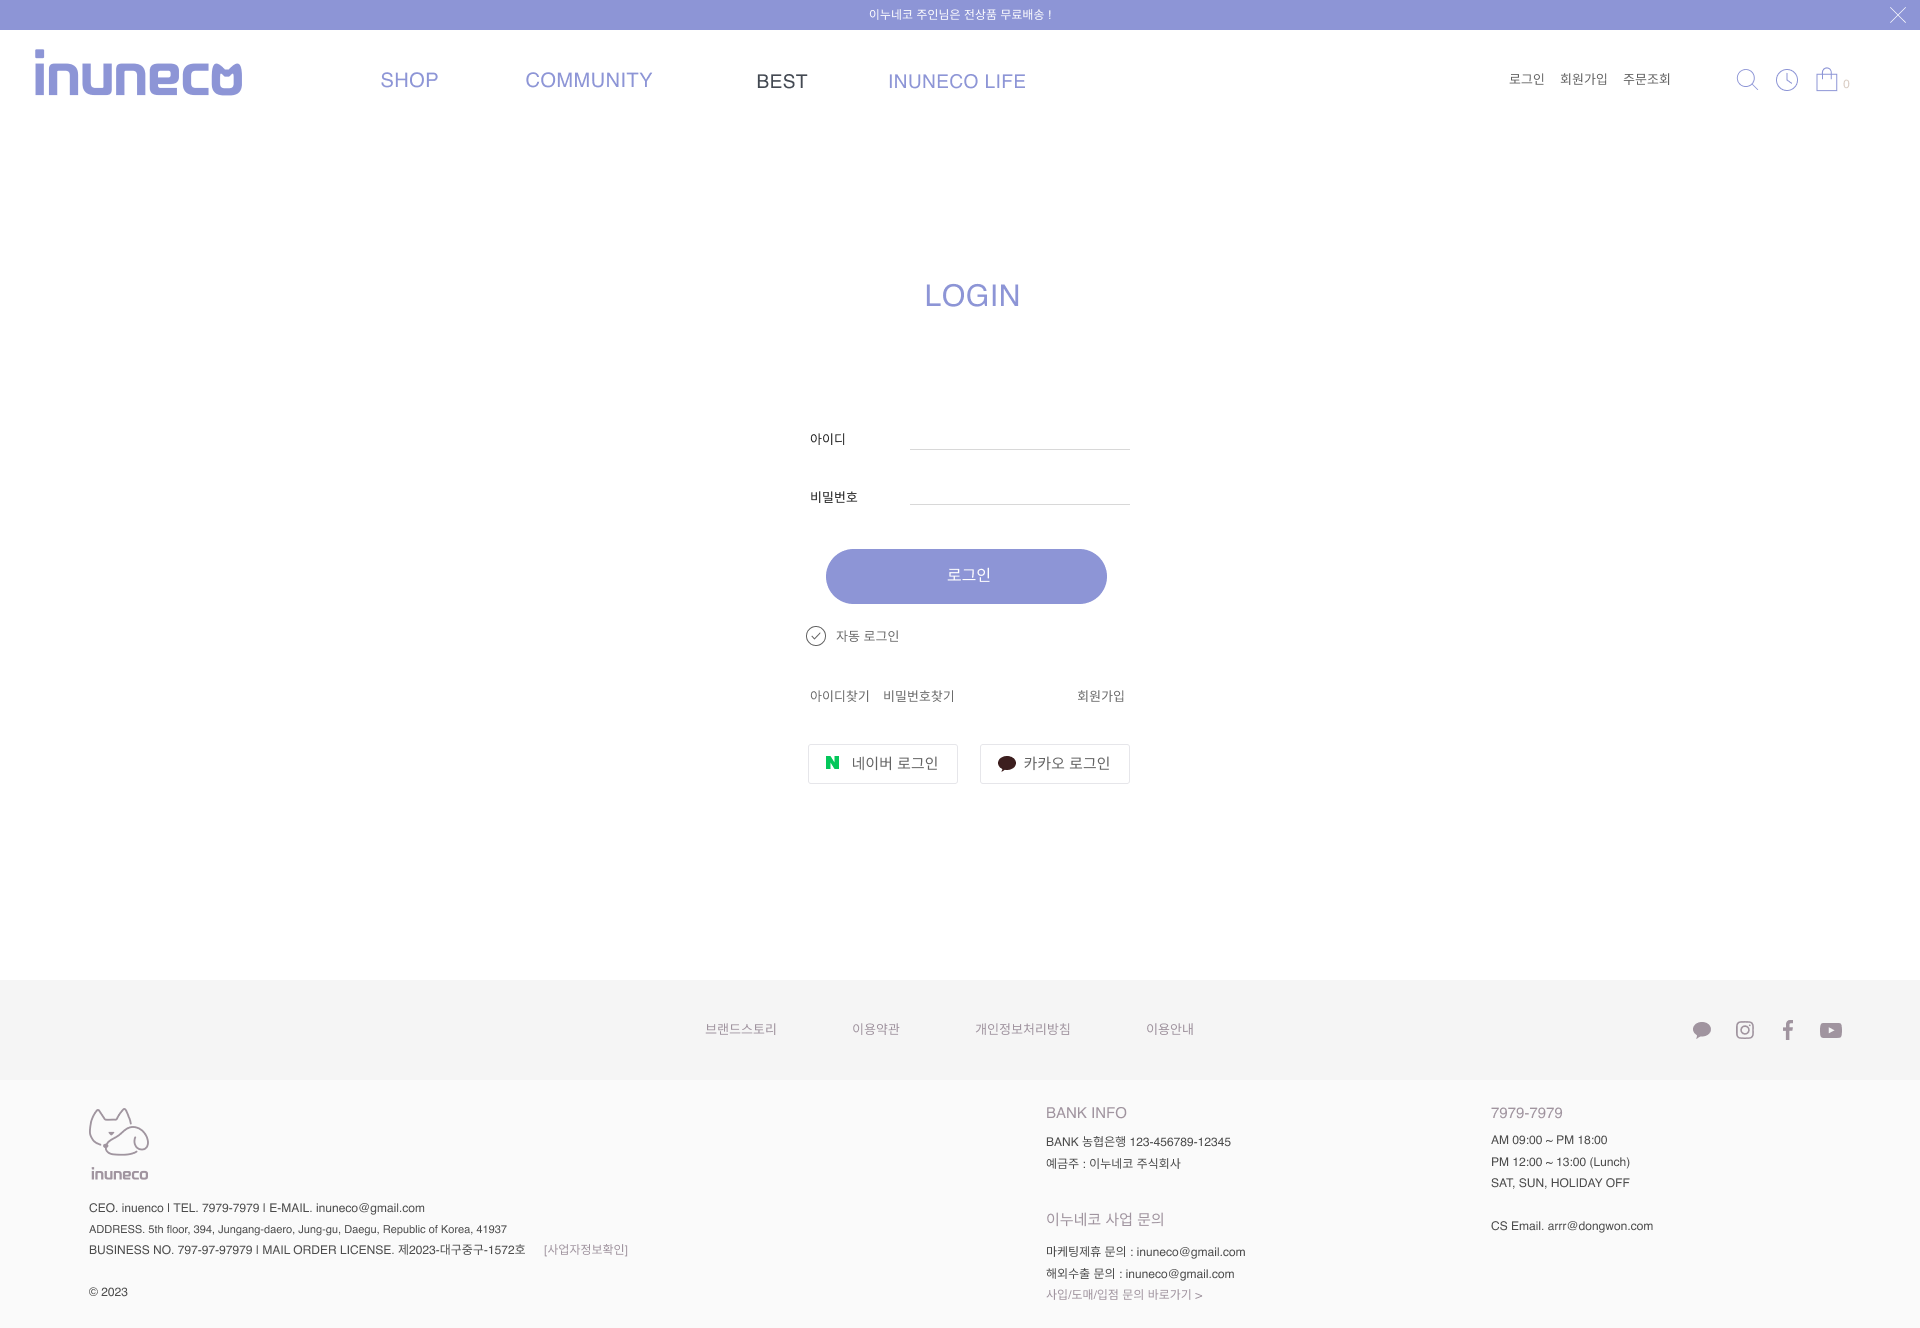 이누네코 주인님은 전상품 무료배송 !
inuneco
SHOP
COMMUNITY
BEST
INUNECO LIFE
로그인 회원가입 주문조회
0
LOGIN
아이디
비밀번호
로그인
자동 로그인
아이디찾기 비밀번호찾기 회원가입
N 네이버 로그인
카카오 로그인
브랜드스토리 이용약관 개인정보처리방침 이용안내
inuneco
CEO. inuenco | TEL. 7979-7979 | E-MAIL. inuneco@gmail.com
ADDRESS. 5th floor, 394, Jungang-daero, Jung-gu, Daegu, Republic of Korea, 41937
BUSINESS NO. 797-97-97979 | MAIL ORDER LICENSE. 제2023-대구중구-1572호 [사업자정보확인]
© 2023
BANK INFO
BANK 농협은행 123-456789-12345
예금주 : 이누네코 주식회사
이누네코 사업 문의
마케팅제휴 문의 : inuneco@gmail.com
해외수출 문의 : inuneco@gmail.com
사입/도매/입점 문의 바로가기 >
7979-7979
AM 09:00 ~ PM 18:00
PM 12:00 ~ 13:00 (Lunch)
SAT, SUN, HOLIDAY OFF
CS Email. arrr@dongwon.com